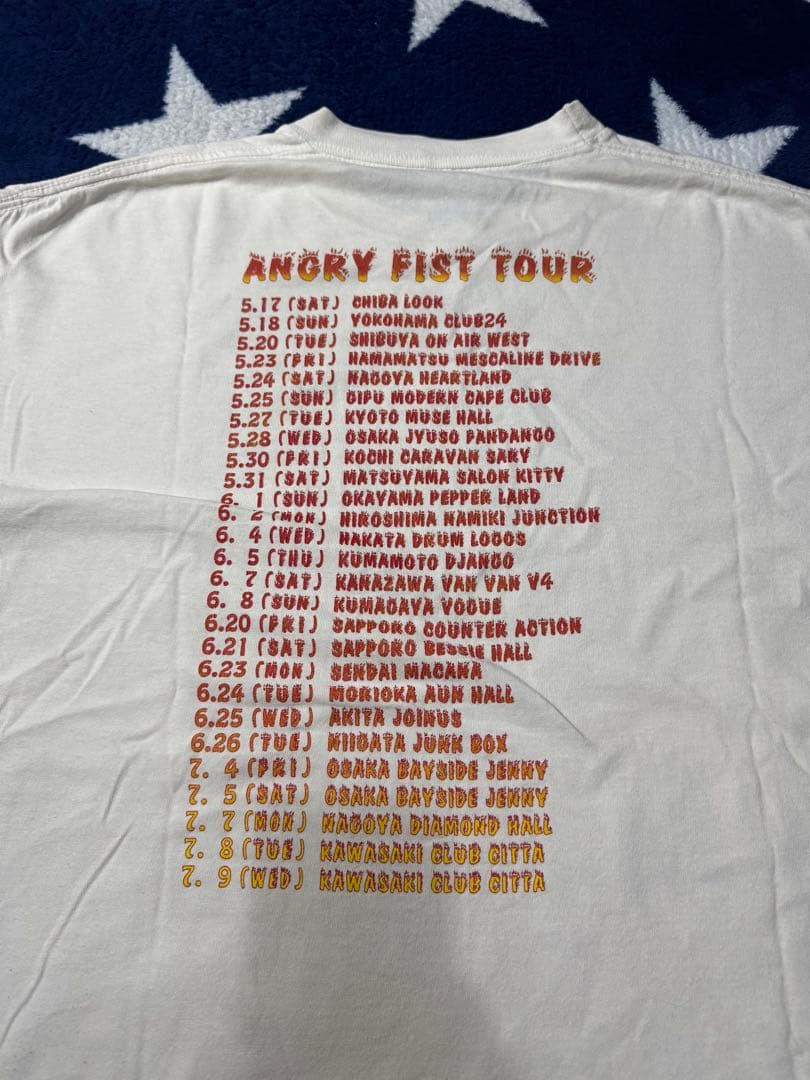 ANGRY FIST TOUR
5.17 (SAT) CHIBA LOOK
5.18 (SUN) YOKOHAMA CLUB24
5.20 (TUE) SHIBUYA ON AIR WEST
5.23 (FRI) HAMAMATSU MESCALINE DRIVE
5.24 (SAT) NAGOYA HEARTLAND
5.25 (SUN) GIFU MODERN CAFE CLUB
5.27 (TUE) KYOTO MUSE HALL
5.28 (WED) OSAKA JYUSO FANDANGO
5.30 (FRI) KOCHI CARAVAN SARY
5.31 (SAT) MATSUYAMA SALON KITTY
6. 1 (SUN) OKAYAMA PEPPER LAND
6. 2 (MON) HIROSHIMA NAMIKI JUNCTION
6. 4 (WED) HAKATA DRUM LOGOS
6. 5 (THU) KUMAMOTO DJANGO
6. 7 (SAT) KANAZAWA VAN VAN V4
6. 8 (SUN) KUMAGAYA VOGUE
6.20 (FRI) SAPPORO COUNTER ACTION
6.21 (SAT) SAPPORO BESSIE HALL
6.23 (MON) SENDAI MACANA
6.24 (TUE) MORIOKA AUN HALL
6.25 (WED) AKITA JOINUS
6.26 (TUE) NIIGATA JUNK BOX
7. 4 (FRI) OSAKA BAYSIDE JENNY
7. 5 (SAT) OSAKA BAYSIDE JENNY
7. 7 (MON) NAGOYA DIAMOND HALL
7. 8 (TUE) KAWASAKI CLUB CITTA
7. 9 (WED) KAWASAKI CLUB CITTA